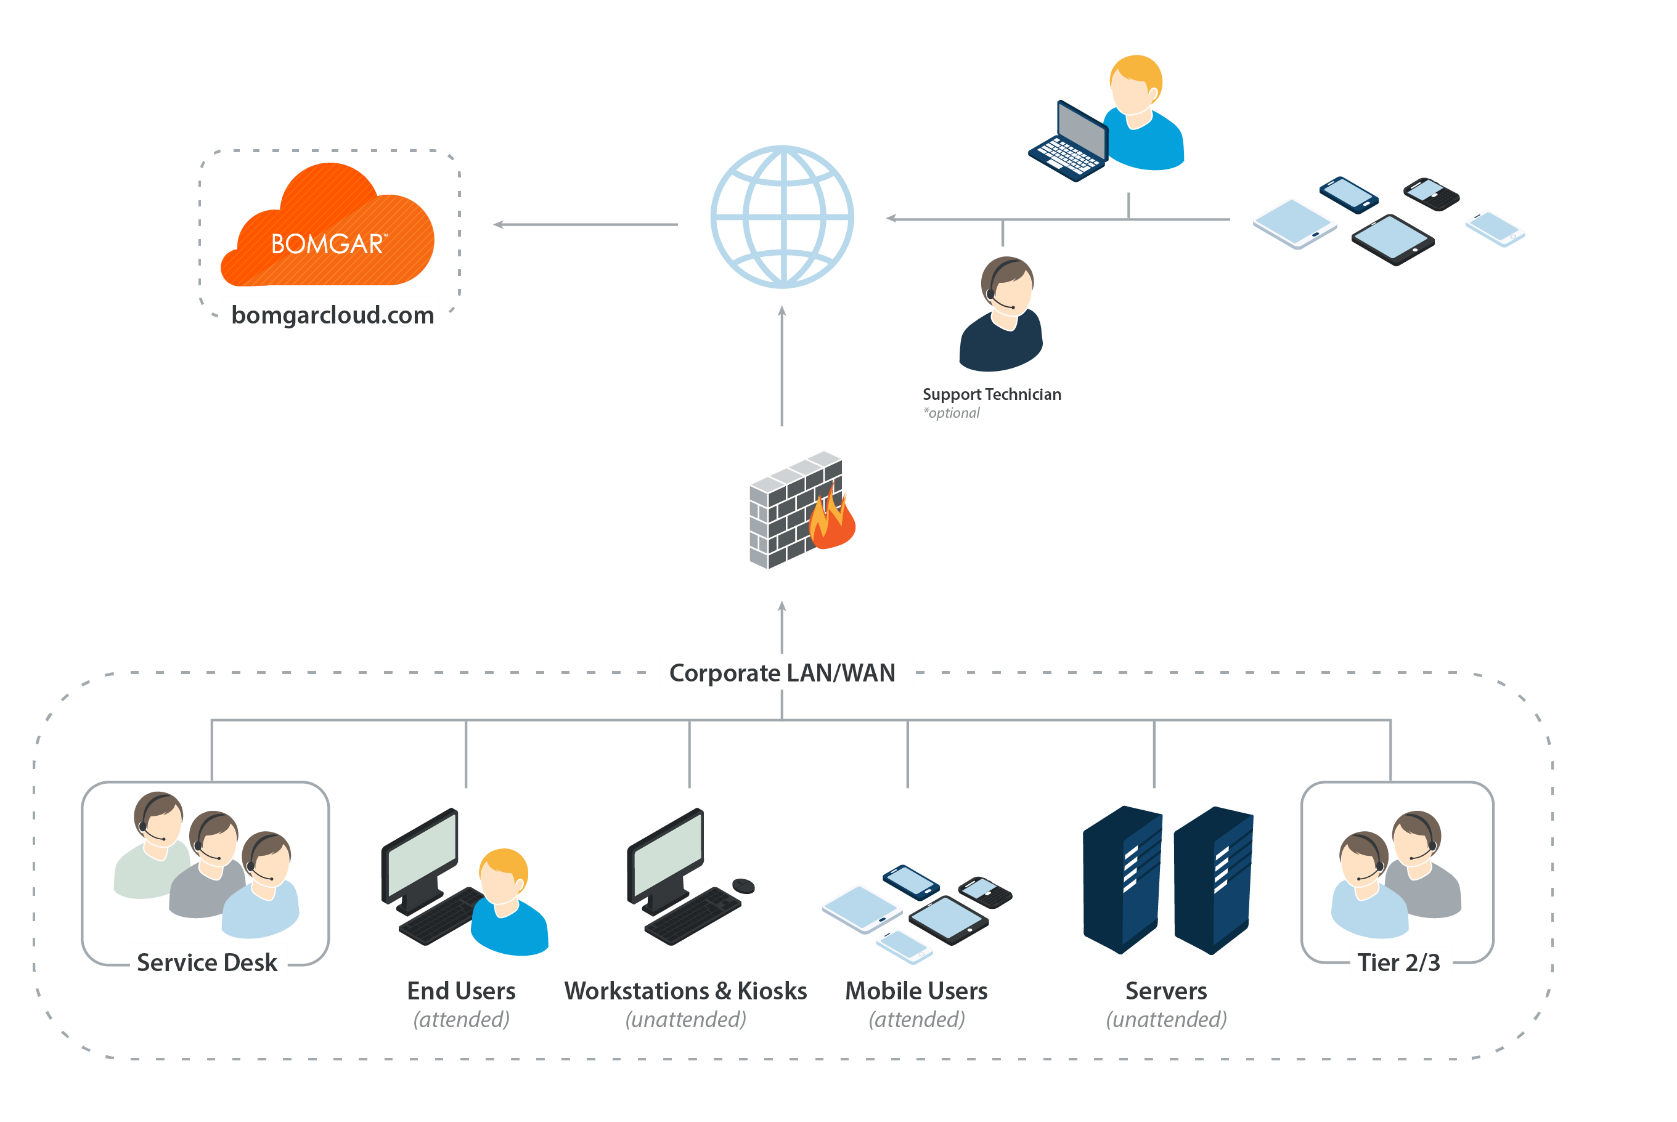 BOMGAR™
bomgarcloud.com
Support Technician
*optional
Corporate LAN/WAN
Service Desk
End Users
(attended)
Workstations & Kiosks
(unattended)
Mobile Users
(attended)
Servers
(unattended)
Tier 2/3